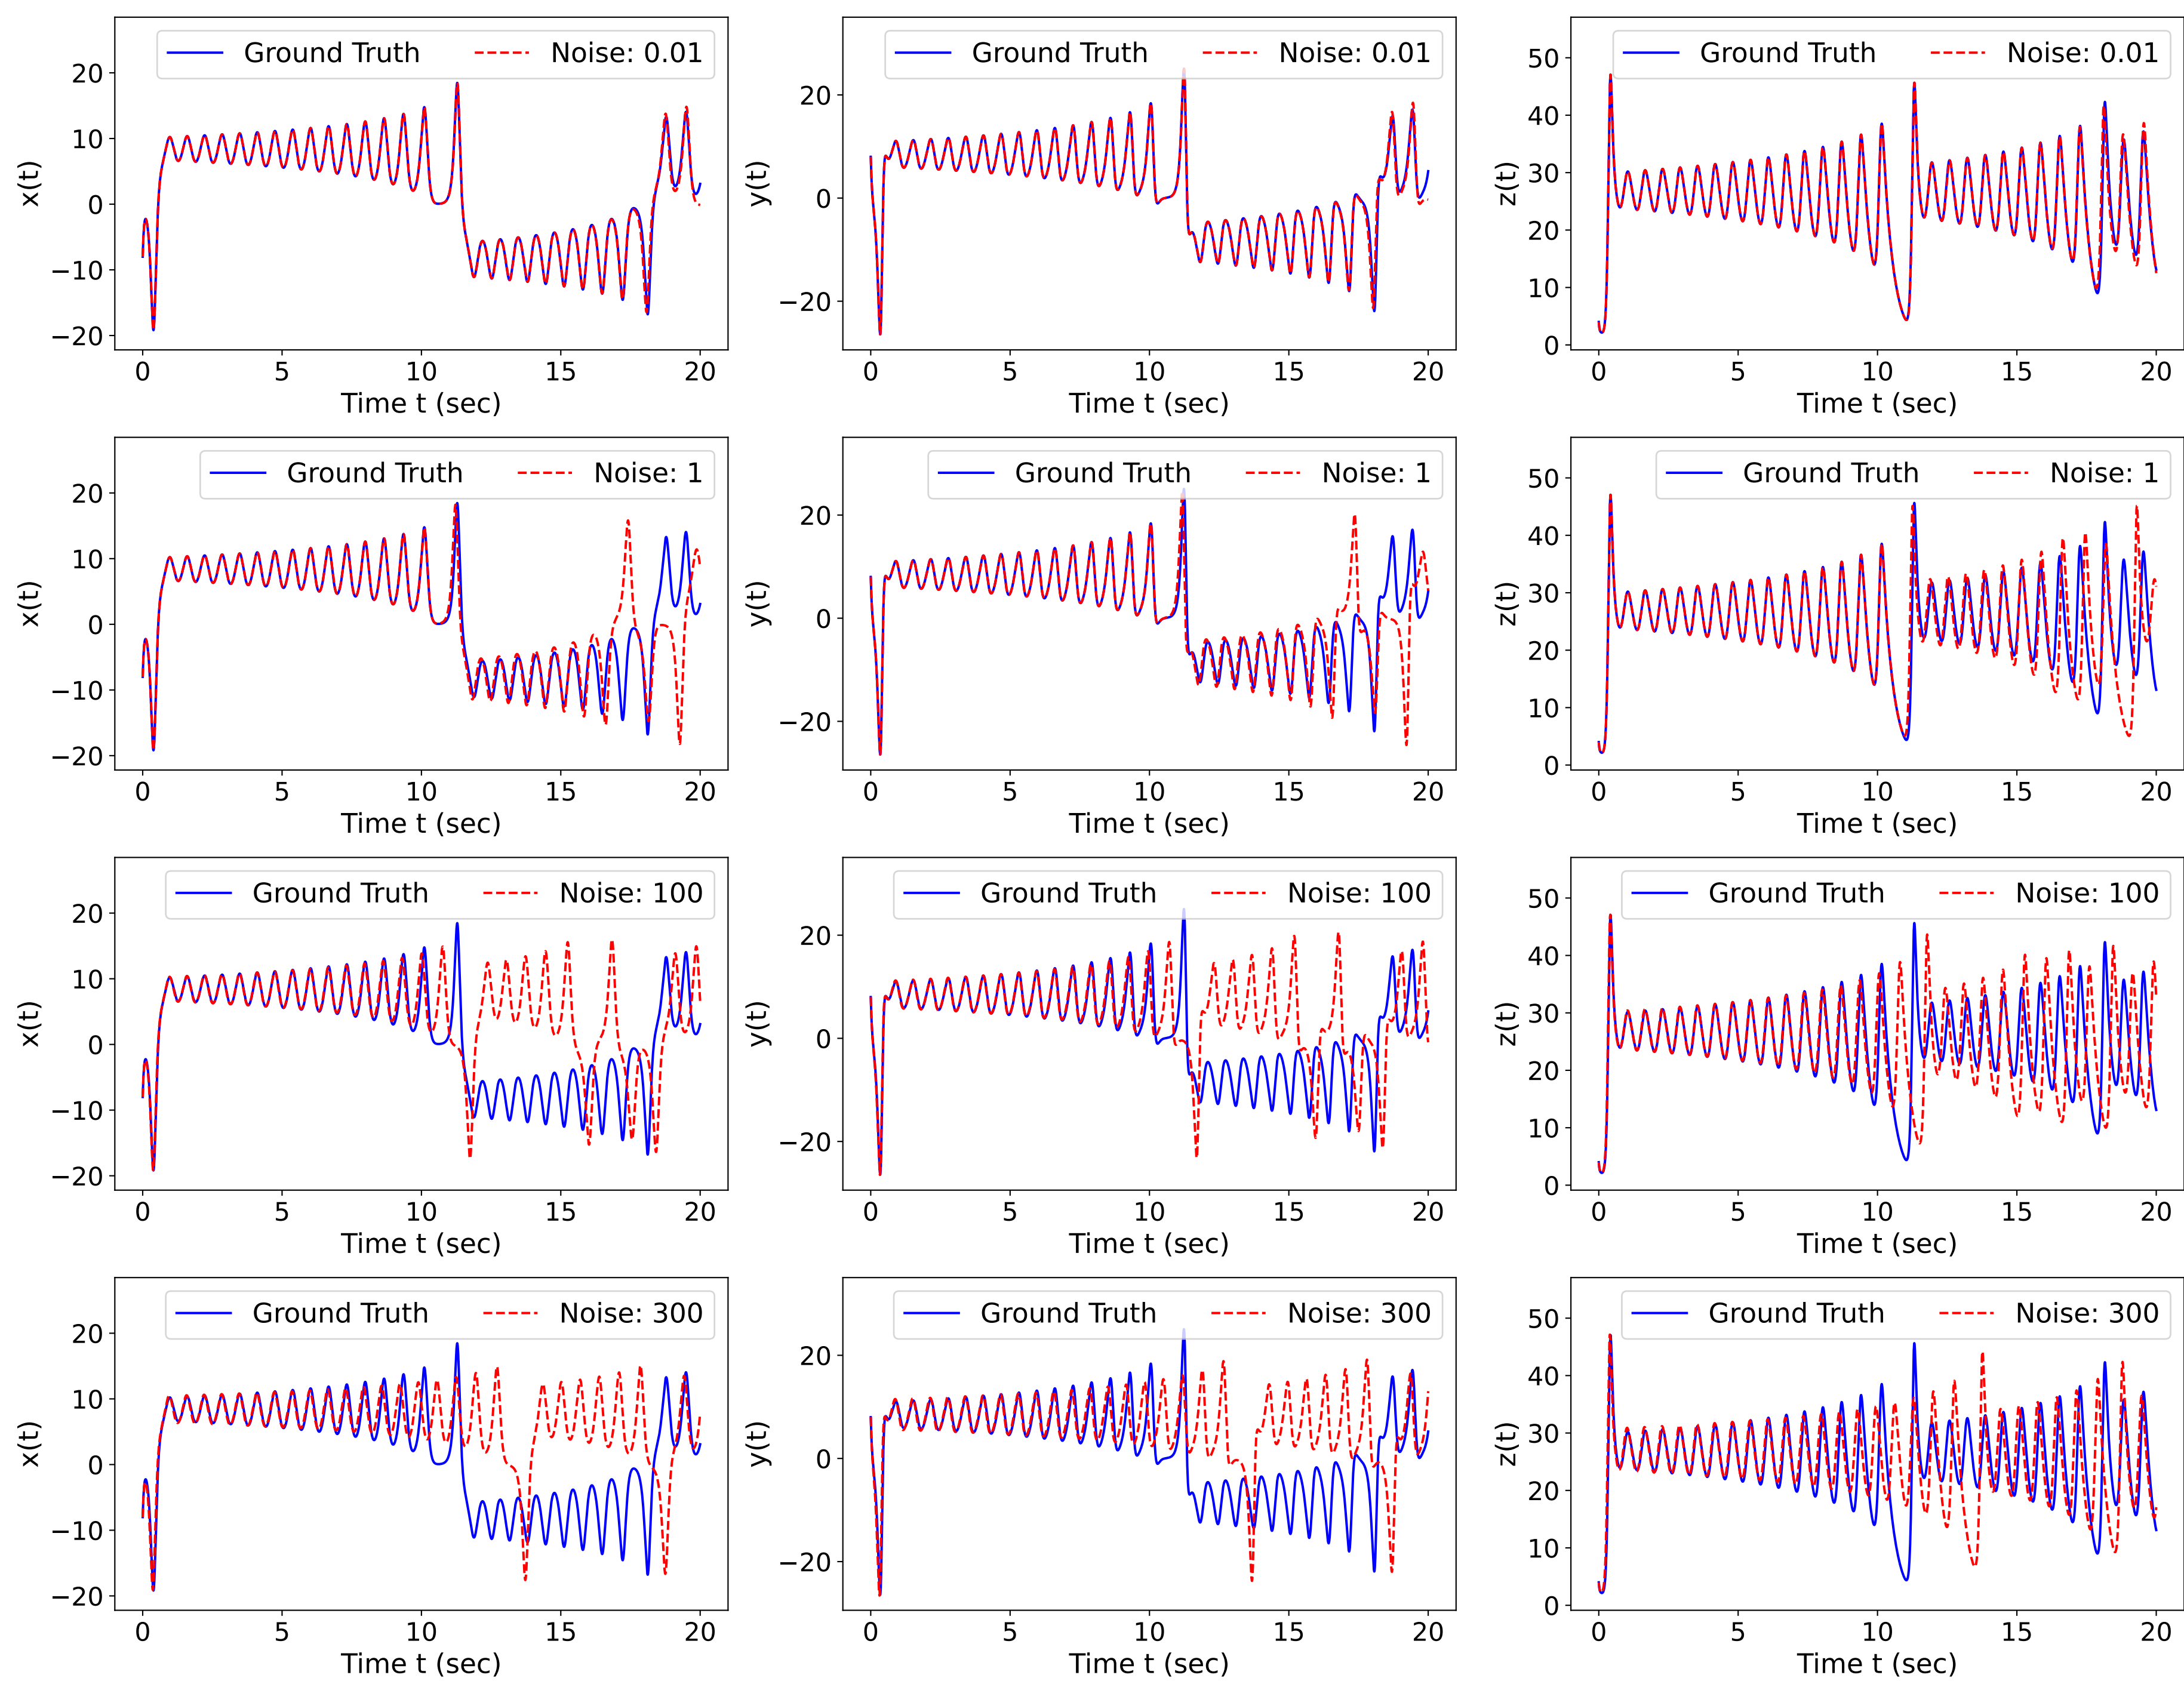 Ground Truth Noise: 0.01
20
10
0
−10
−20
x(t)
0 5 10 15 20
Time t (sec)
Ground Truth Noise: 0.01
20
0
−20
y(t)
0 5 10 15 20
Time t (sec)
Ground Truth Noise: 0.01
50
40
30
20
10
0
z(t)
0 5 10 15 20
Time t (sec)
Ground Truth Noise: 1
20
10
0
−10
−20
x(t)
0 5 10 15 20
Time t (sec)
Ground Truth Noise: 1
20
0
−20
y(t)
0 5 10 15 20
Time t (sec)
Ground Truth Noise: 1
50
40
30
20
10
0
z(t)
0 5 10 15 20
Time t (sec)
Ground Truth Noise: 100
20
10
0
−10
−20
x(t)
0 5 10 15 20
Time t (sec)
Ground Truth Noise: 100
20
0
−20
y(t)
0 5 10 15 20
Time t (sec)
Ground Truth Noise: 100
50
40
30
20
10
0
z(t)
0 5 10 15 20
Time t (sec)
Ground Truth Noise: 300
20
10
0
−10
−20
x(t)
0 5 10 15 20
Time t (sec)
Ground Truth Noise: 300
20
0
−20
y(t)
0 5 10 15 20
Time t (sec)
Ground Truth Noise: 300
50
40
30
20
10
0
z(t)
0 5 10 15 20
Time t (sec)